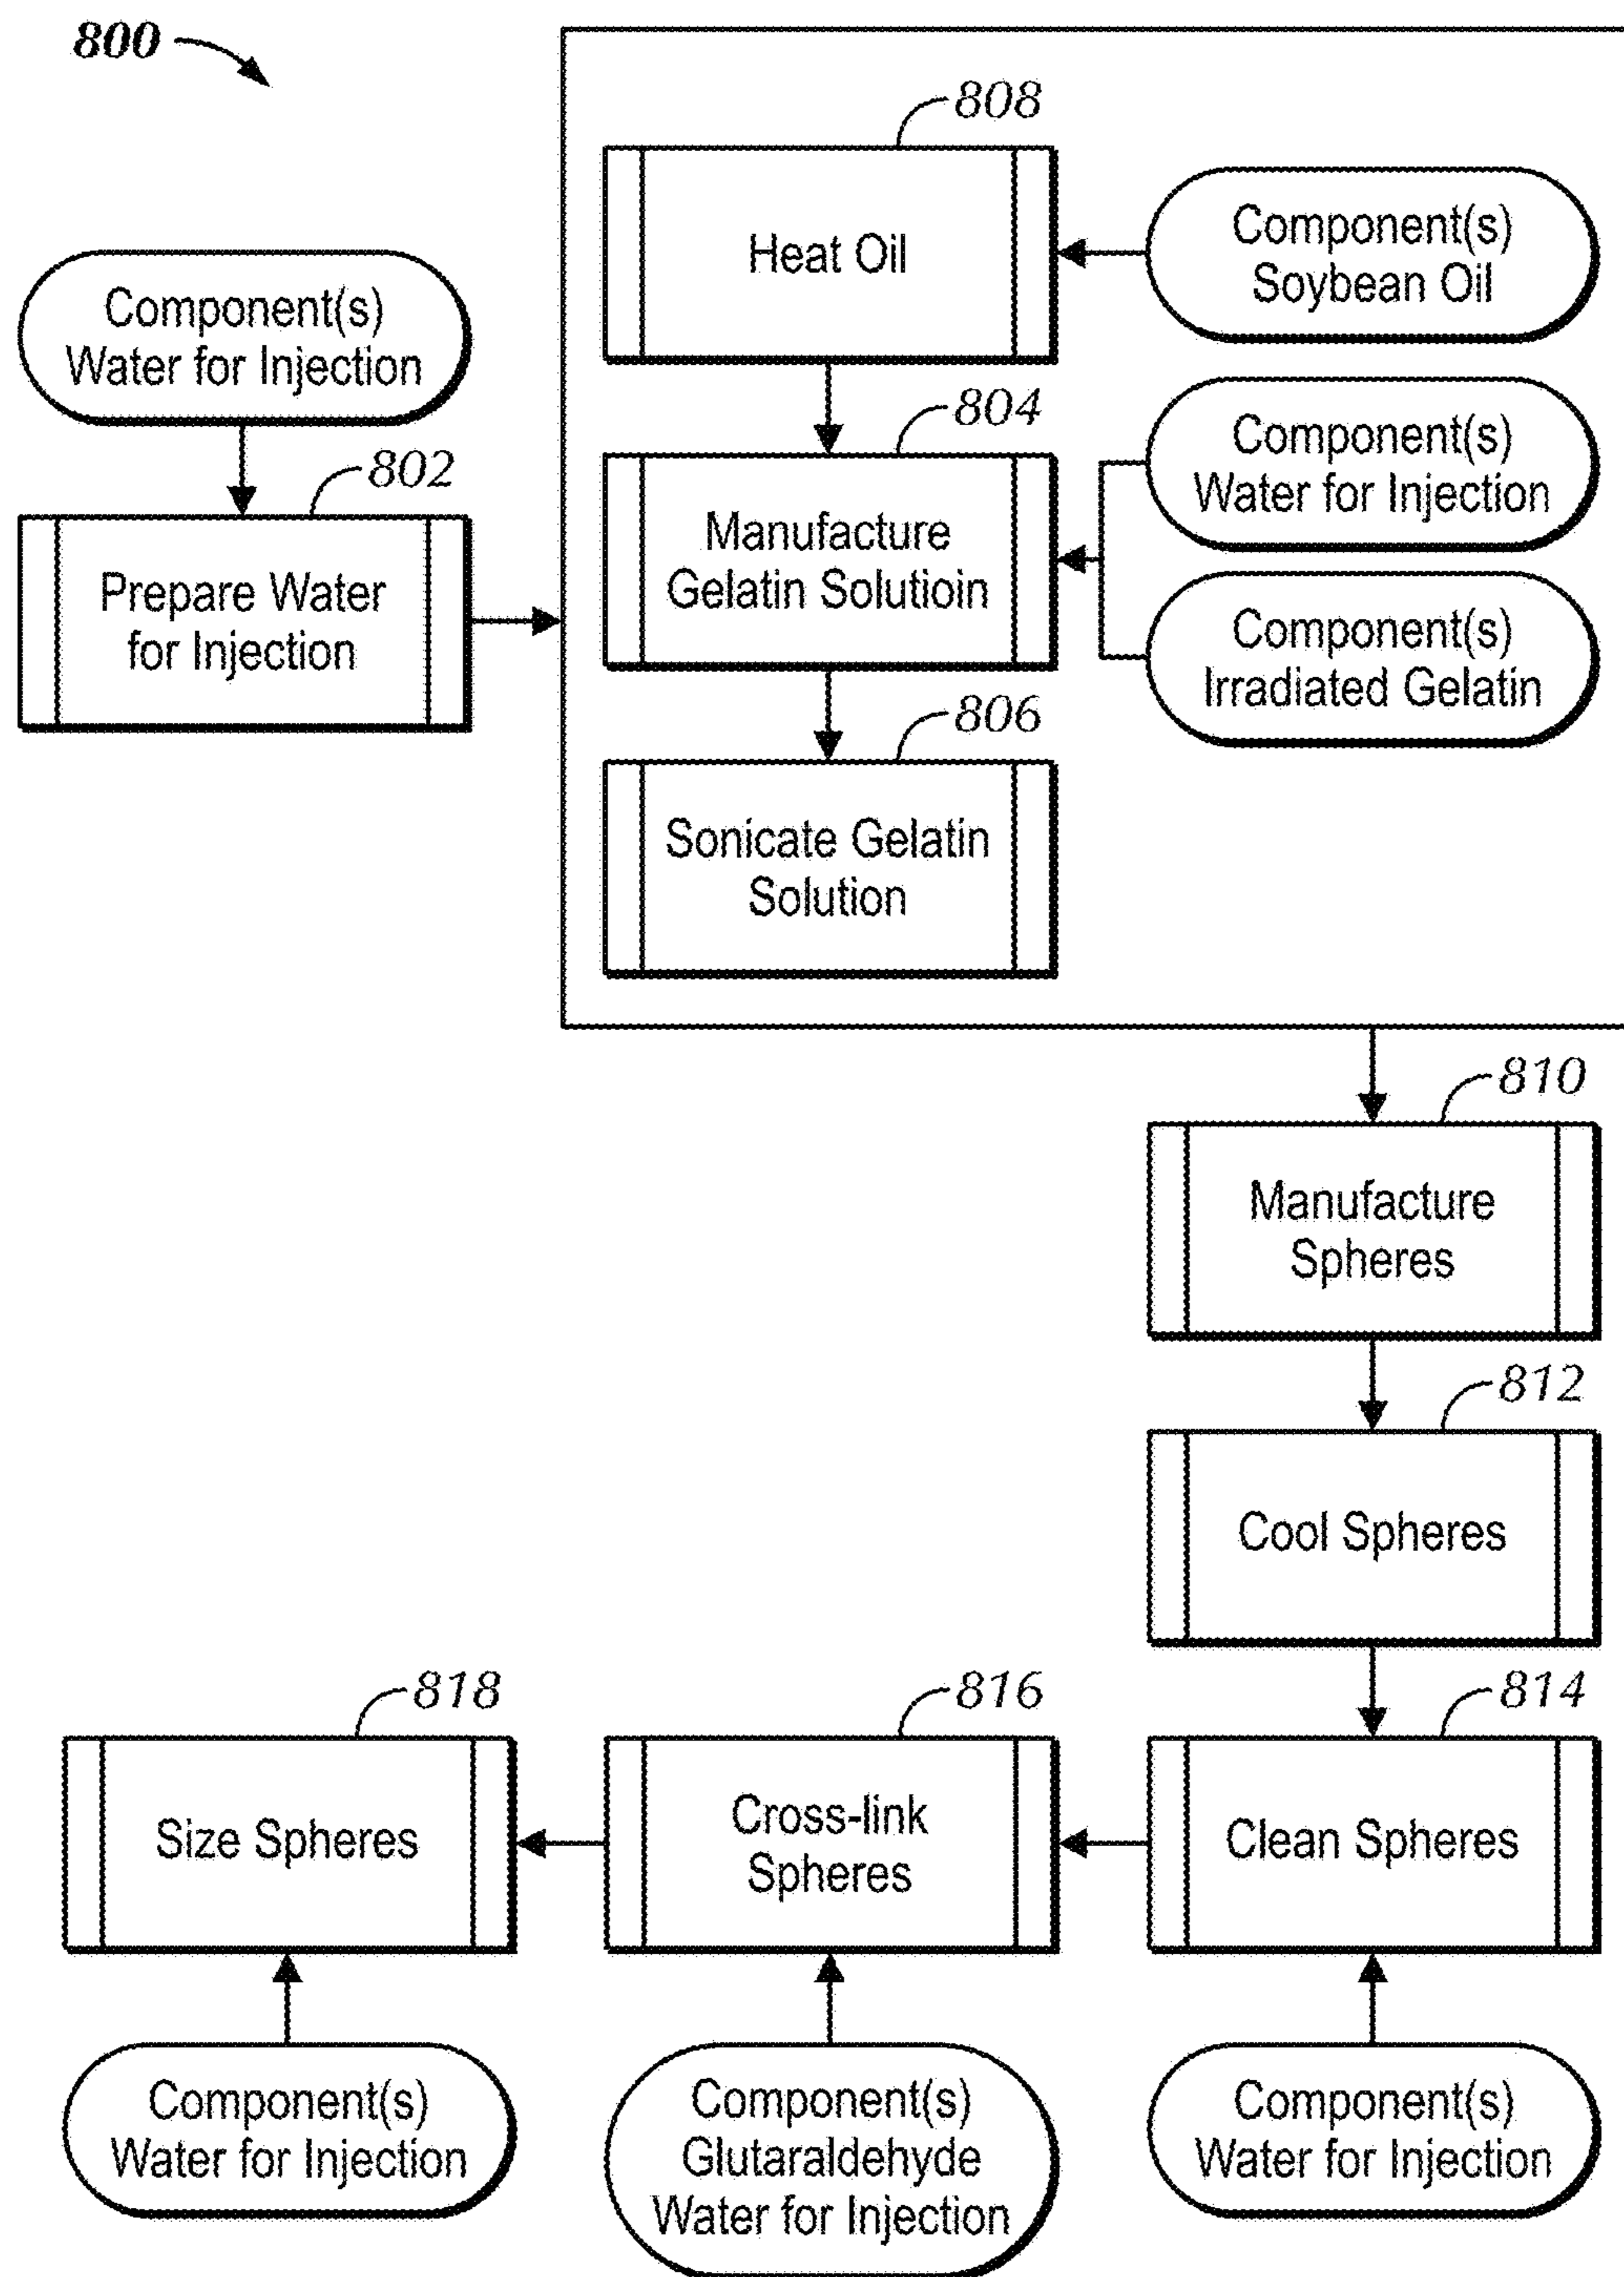 800
808
Heat Oil
Component(s)
Soybean Oil
Component(s)
Water for Injection
802
Prepare Water
for Injection
804
Manufacture
Gelatin Solutioin
Component(s)
Water for Injection
Component(s)
Irradiated Gelatin
806
Sonicate Gelatin
Solution
810
Manufacture
Spheres
812
Cool Spheres
814
Clean Spheres
816
Cross-link
Spheres
818
Size Spheres
Component(s)
Water for Injection
Component(s)
Glutaraldehyde
Water for Injection
Component(s)
Water for Injection